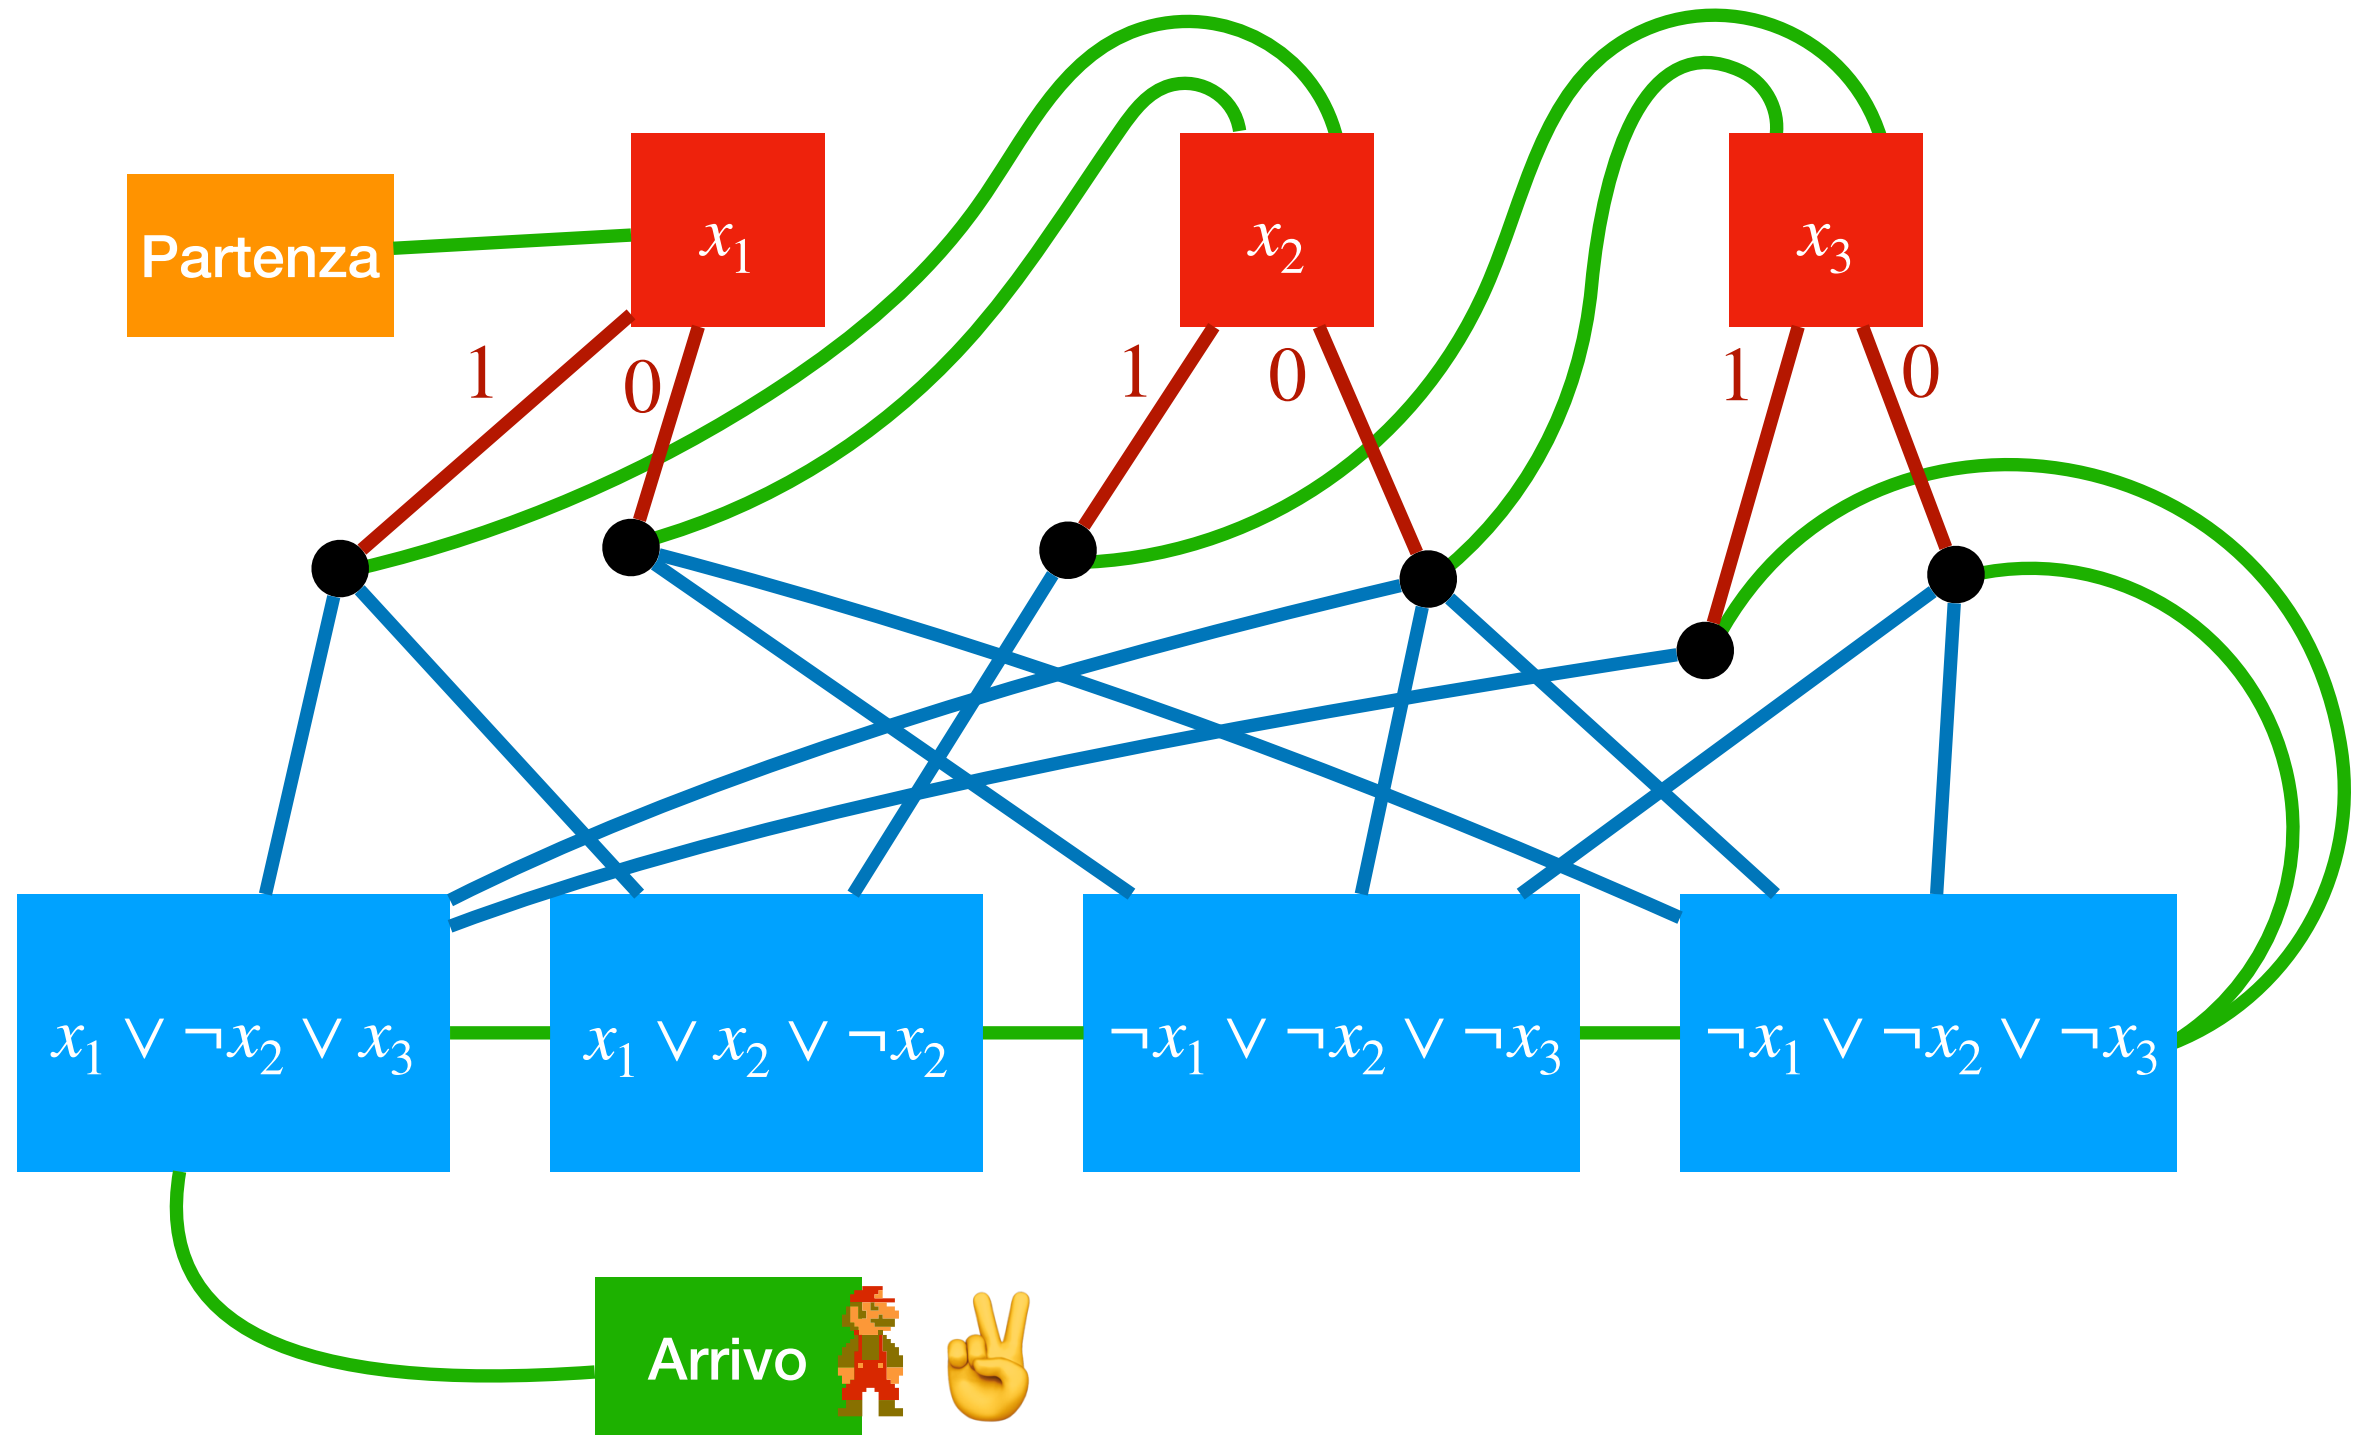 Partenza
x₁
x₂
x₃
1
0
1
0
1
0
x₁ ∨ ¬x₂ ∨ x₃
x₁ ∨ x₂ ∨ ¬x₂
¬x₁ ∨ ¬x₂ ∨ ¬x₃
¬x₁ ∨ ¬x₂ ∨ ¬x₃
Arrivo